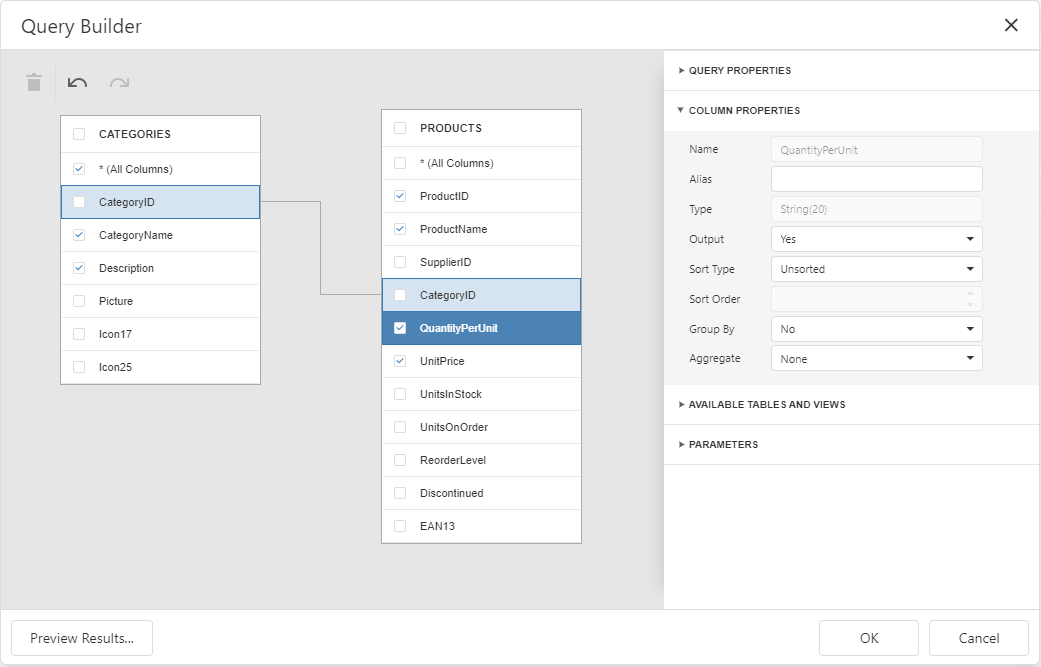 Query Builder
CATEGORIES
* (All Columns)
CategoryID
CategoryName
Description
Picture
Icon17
Icon25
PRODUCTS
* (All Columns)
ProductID
ProductName
SupplierID
CategoryID
QuantityPerUnit
UnitPrice
UnitsInStock
UnitsOnOrder
ReorderLevel
Discontinued
EAN13
QUERY PROPERTIES
COLUMN PROPERTIES
Name QuantityPerUnit
Alias
Type String(20)
Output Yes
Sort Type Unsorted
Sort Order
Group By No
Aggregate None
AVAILABLE TABLES AND VIEWS
PARAMETERS
Preview Results... OK Cancel